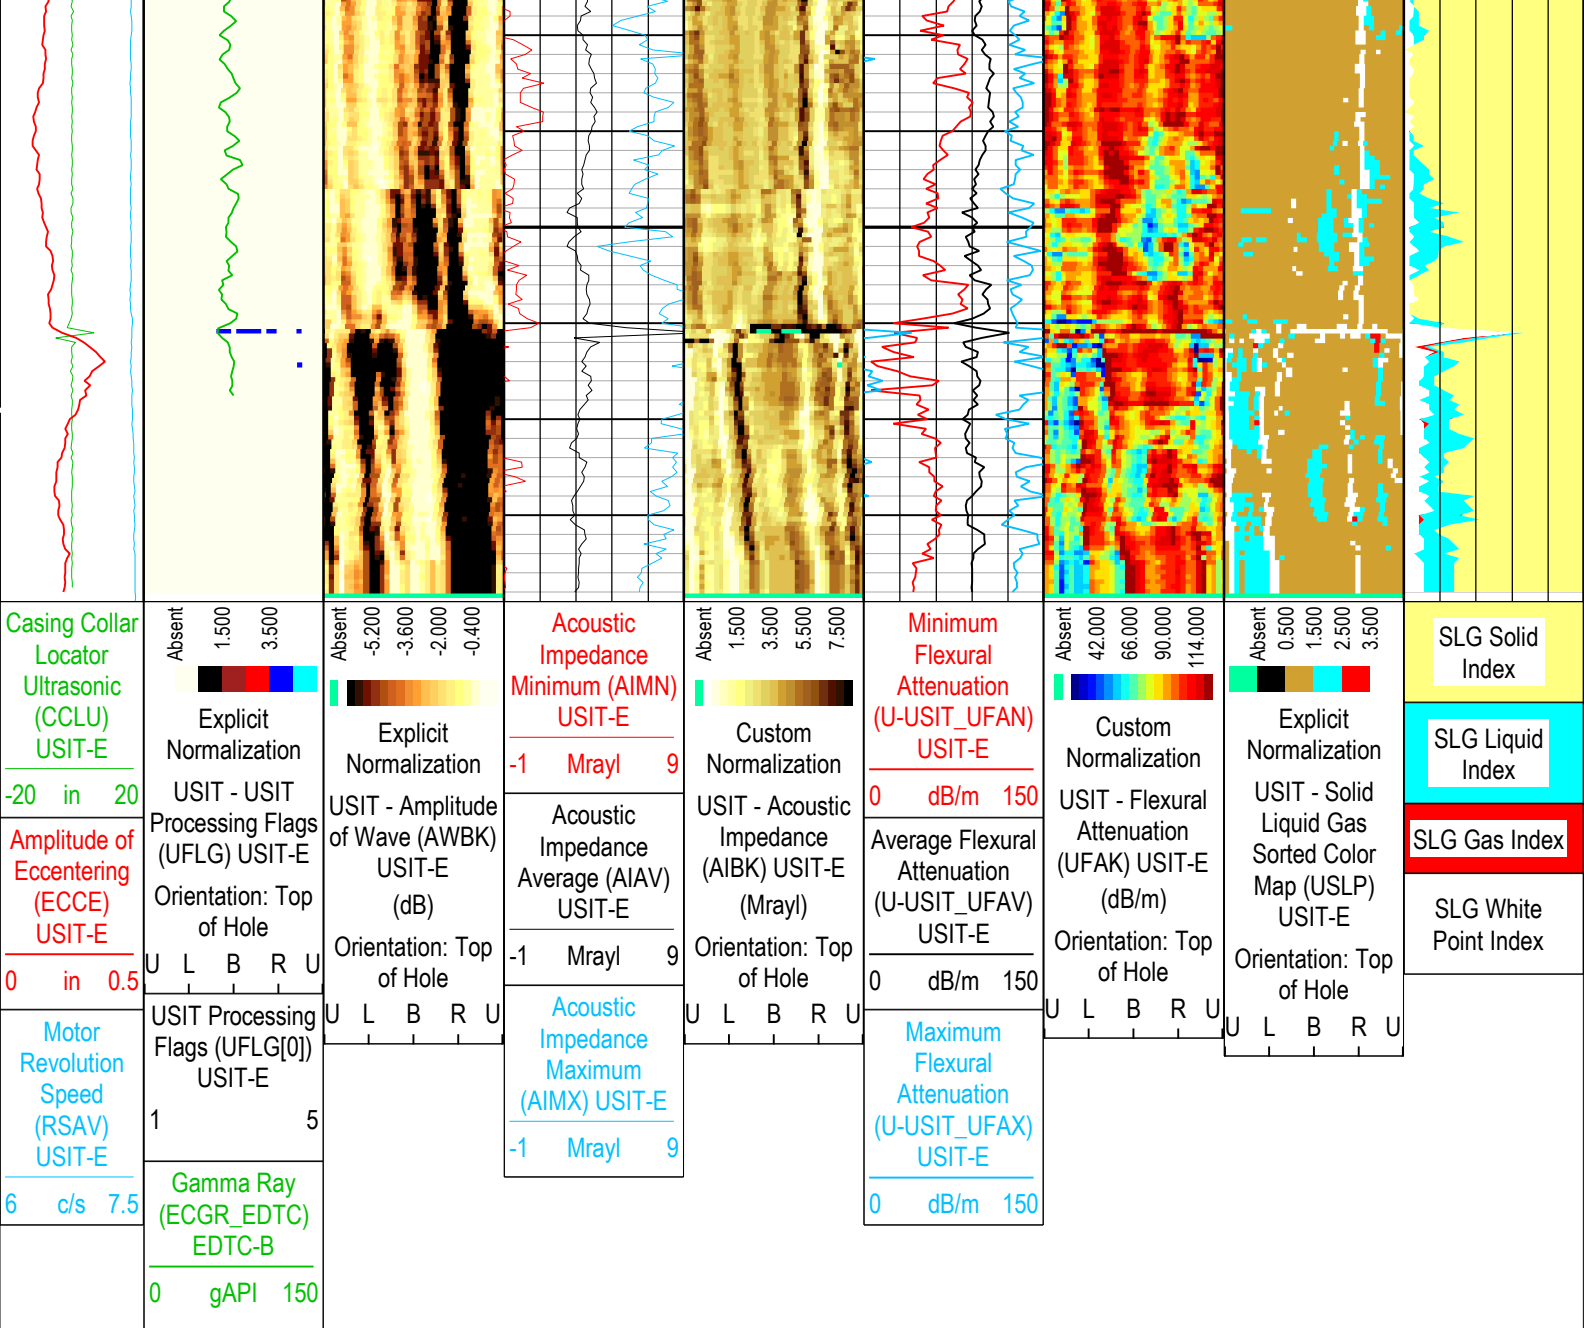 Casing Collar
Locator
Ultrasonic
(CCLU)
USIT-E
-20 in 20
Amplitude of
Eccentering
(ECCE)
USIT-E
0 in 0.5
Motor
Revolution
Speed
(RSAV)
USIT-E
6 c/s 7.5
Absent 1.500 3.500
Explicit
Normalization
USIT - USIT
Processing Flags
(UFLG) USIT-E
Orientation: Top
of Hole
U L B R U
USIT Processing
Flags (UFLG[0])
USIT-E
1 5
Gamma Ray
(ECGR_EDTC)
EDTC-B
0 gAPI 150
Absent -5.200 -3.600 -2.000 -0.400
Explicit
Normalization
USIT - Amplitude
of Wave (AWBK)
USIT-E
(dB)
Orientation: Top
of Hole
U L B R U
Acoustic
Impedance
Minimum (AIMN)
USIT-E
-1 Mrayl 9
Acoustic
Impedance
Average (AIAV)
USIT-E
-1 Mrayl 9
Acoustic
Impedance
Maximum
(AIMX) USIT-E
-1 Mrayl 9
Absent 1.500 3.500 5.500 7.500
Custom
Normalization
USIT - Acoustic
Impedance
(AIBK) USIT-E
(Mrayl)
Orientation: Top
of Hole
U L B R U
Minimum
Flexural
Attenuation
(U-USIT_UFAN)
USIT-E
0 dB/m 150
Average Flexural
Attenuation
(U-USIT_UFAV)
USIT-E
0 dB/m 150
Maximum
Flexural
Attenuation
(U-USIT_UFAX)
USIT-E
0 dB/m 150
Absent 42.000 66.000 90.000 114.000
Custom
Normalization
USIT - Flexural
Attenuation
(UFAK) USIT-E
(dB/m)
Orientation: Top
of Hole
U L B R U
Absent 0.500 1.500 2.500 3.500
Explicit
Normalization
USIT - Solid
Liquid Gas
Sorted Color
Map (USLP)
USIT-E
Orientation: Top
of Hole
U L B R U
SLG Solid
Index
SLG Liquid
Index
SLG Gas Index
SLG White
Point Index